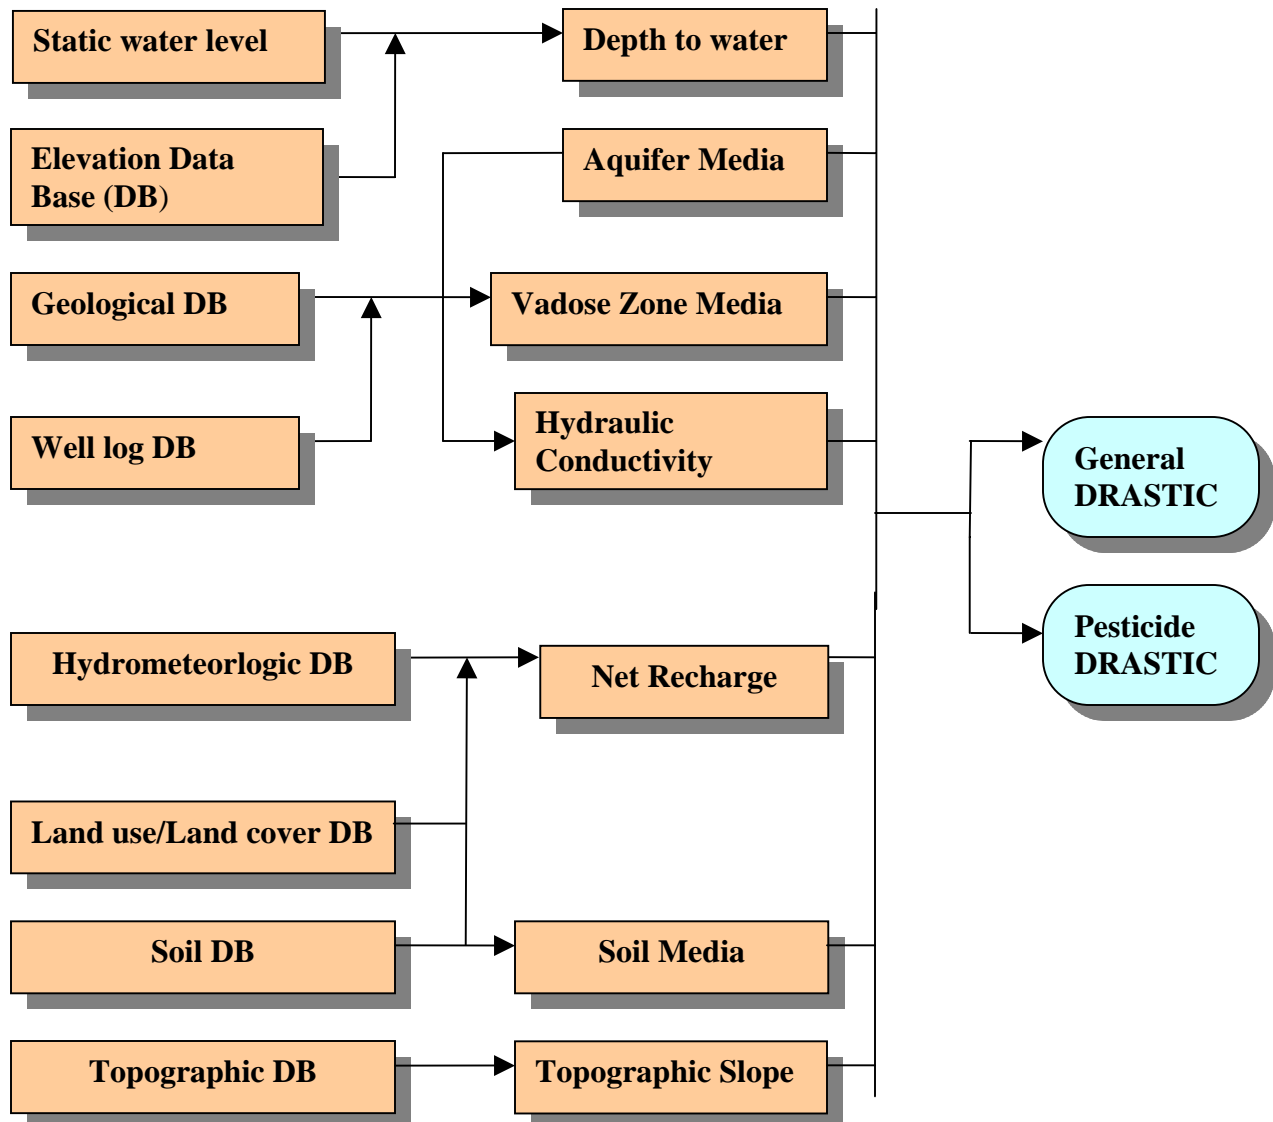 Static water level
Depth to water
Elevation Data
Base (DB)
Aquifer Media
Geological DB
Vadose Zone Media
Well log DB
Hydraulic
Conductivity
General
DRASTIC
Pesticide
DRASTIC
Hydrometeorlogic DB
Net Recharge
Land use/Land cover DB
Soil DB
Soil Media
Topographic DB
Topographic Slope